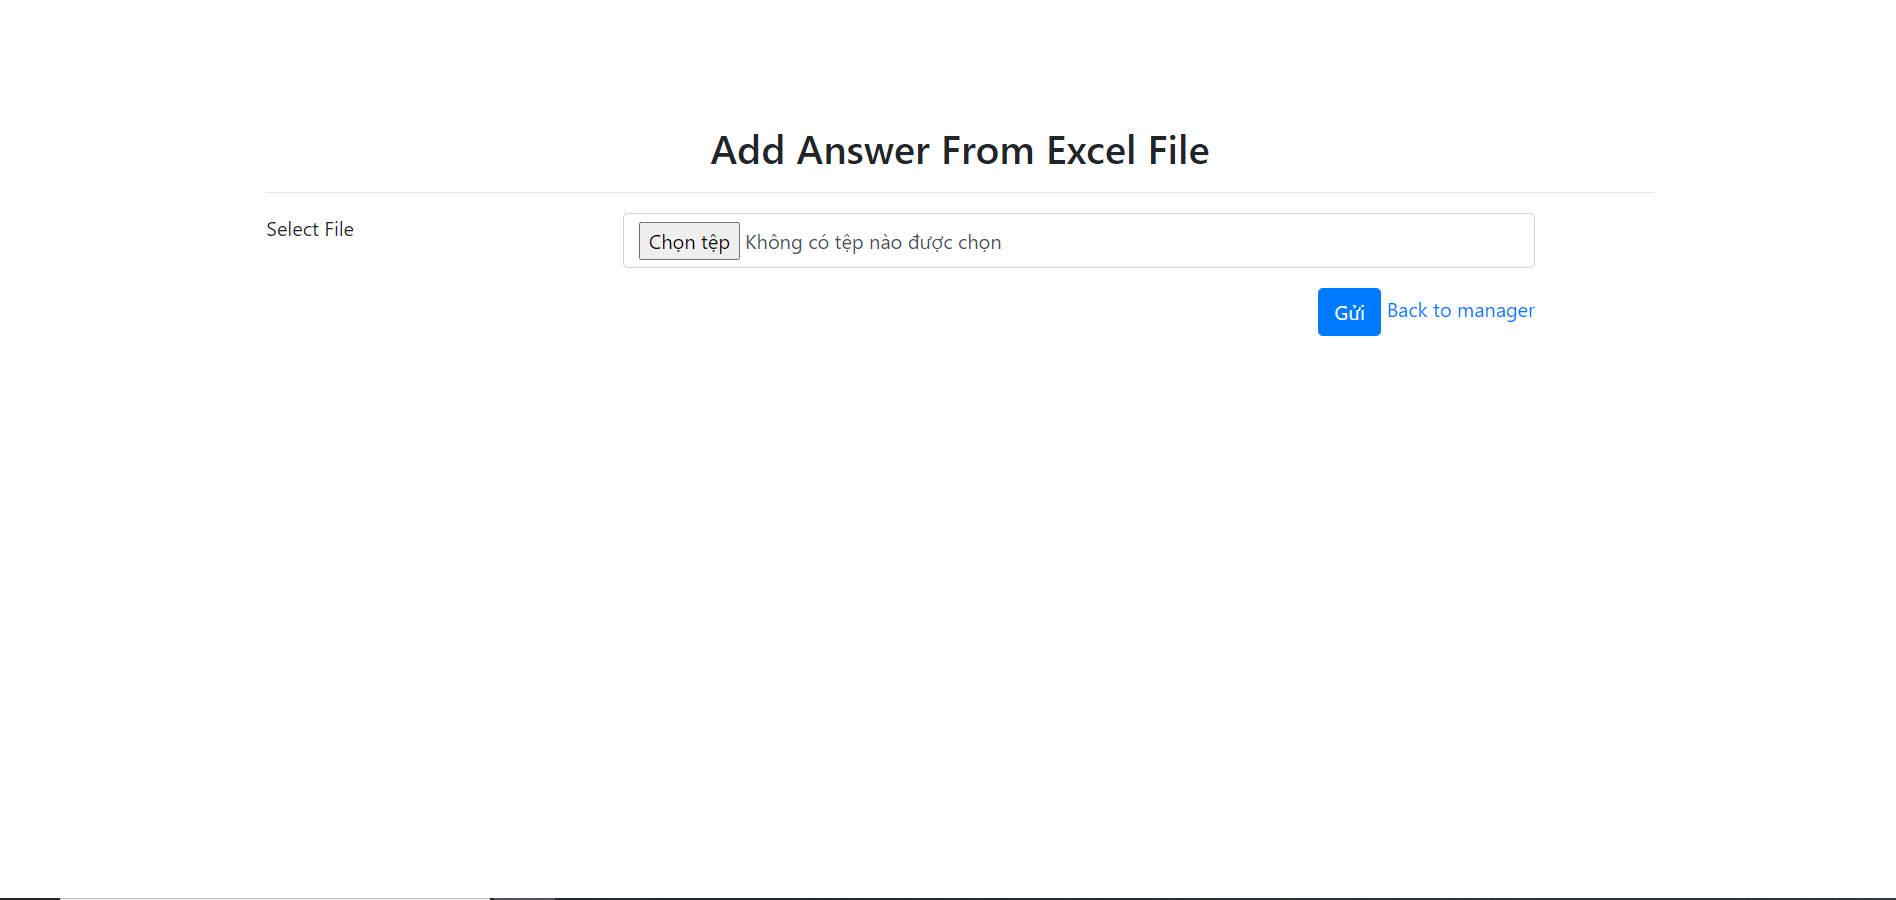 Add Answer From Excel File
Select File
Chọn tệp Không có tệp nào được chọn
Gửi Back to manager